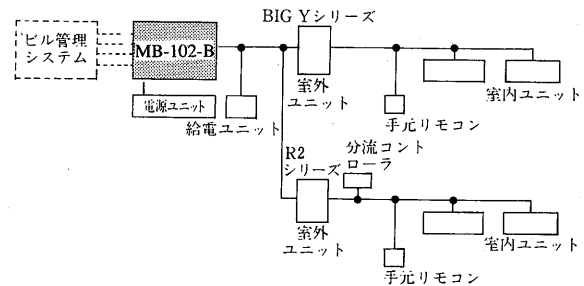 BIG Yシリーズ
ビル管理
システム
MB-102-B
電源ユニット
給電ユニット
室外
ユニット
手元リモコン
室内ユニット
R2
シリーズ
分流コント
ローラ
室外
ユニット
手元リモコン
室内ユニット